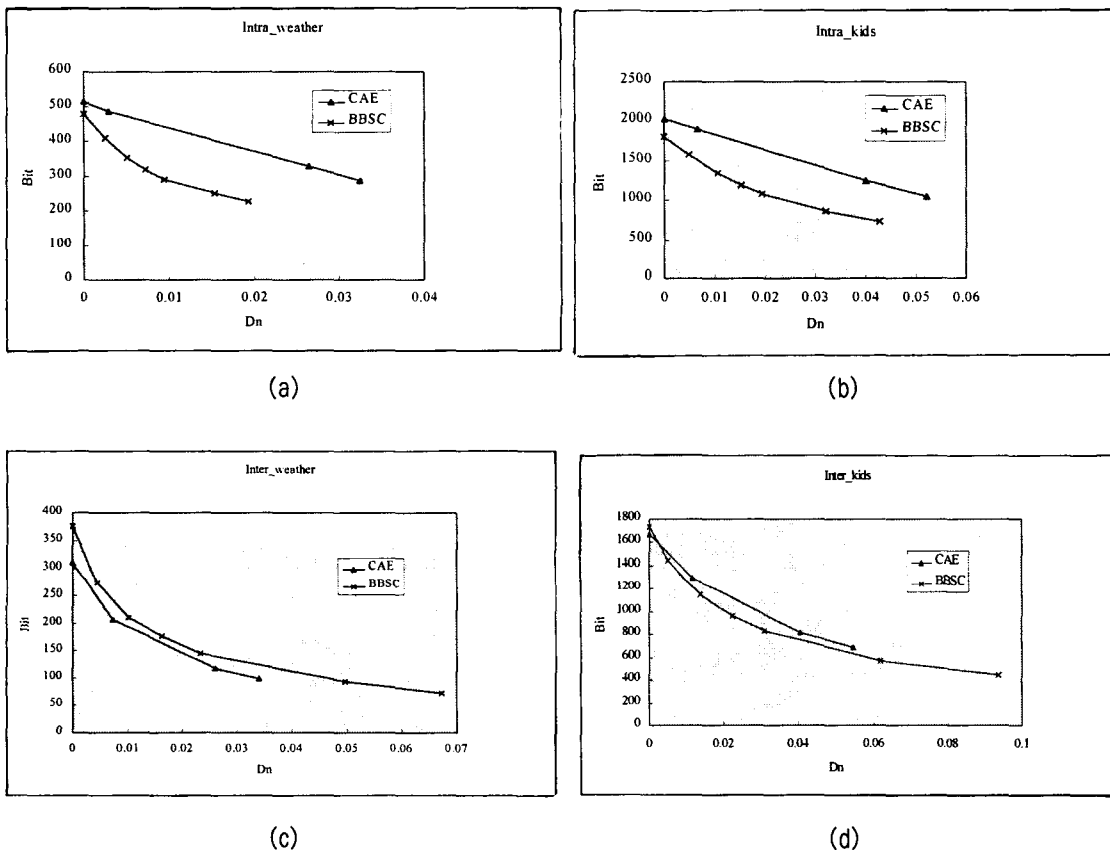 Intra_weather
600
500
400
300
200
100
0
Bit
0 0.01 0.02 0.03 0.04
Dn
CAE
BBSC
(a)
Intra_kids
2500
2000
1500
1000
500
0
Bit
0 0.01 0.02 0.03 0.04 0.05 0.06
Dn
CAE
BBSC
(b)
Inter_weather
400
350
300
250
200
150
100
50
0
Bit
0 0.01 0.02 0.03 0.04 0.05 0.06 0.07
Dn
CAE
BBSC
(c)
Inter_kids
1800
1600
1400
1200
1000
800
600
400
200
0
Bit
0 0.02 0.04 0.06 0.08 0.1
Dn
CAE
BBSC
(d)